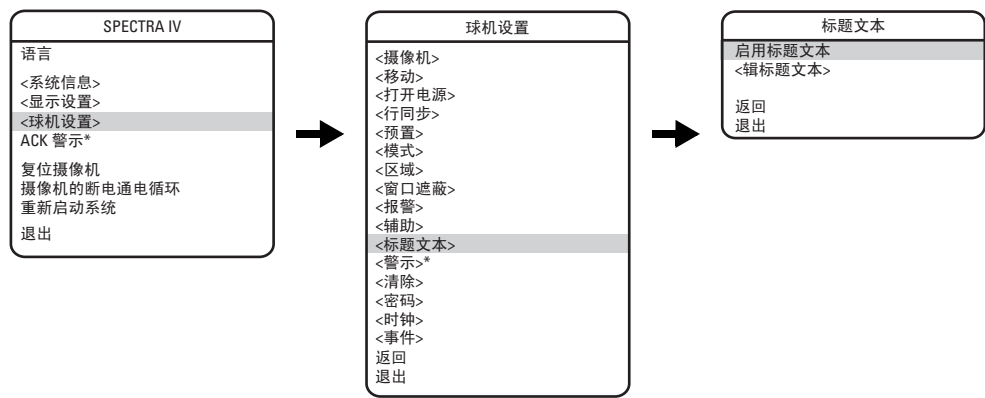 SPECTRA IV
语言
<系统信息>
<显示设置>
<球机设置>
ACK 警示*
复位摄像机
摄像机的断电通电循环
重新启动系统
退出
球机设置
<摄像机>
<移动>
<打开电源>
<行同步>
<预置>
<模式>
<区域>
<窗口遮蔽>
<报警>
<辅助>
<标题文本>
<警示>*
<清除>
<密码>
<时钟>
<事件>
返回
退出
标题文本
启用标题文本
<辑标题文本>
返回
退出